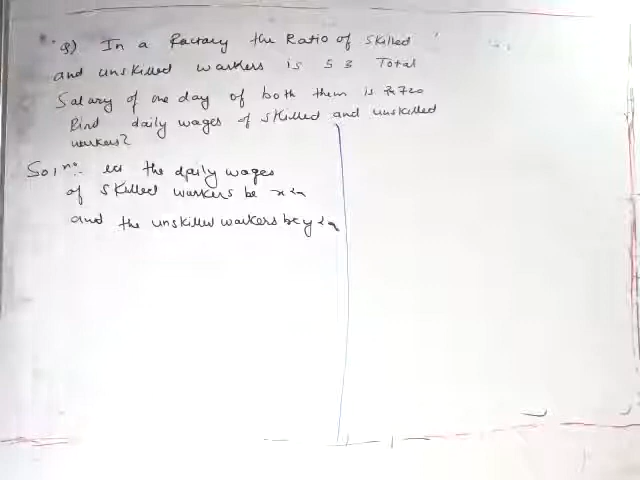 Q) In a Factory the Ratio of skilled
and unskilled workers is 5 3 Total
Salary of one day of both them is ₹720
Find daily wages of skilled and unskilled
workers?
Solⁿ:- let the daily wages
of skilled workers be x
and the unskilled workers be y